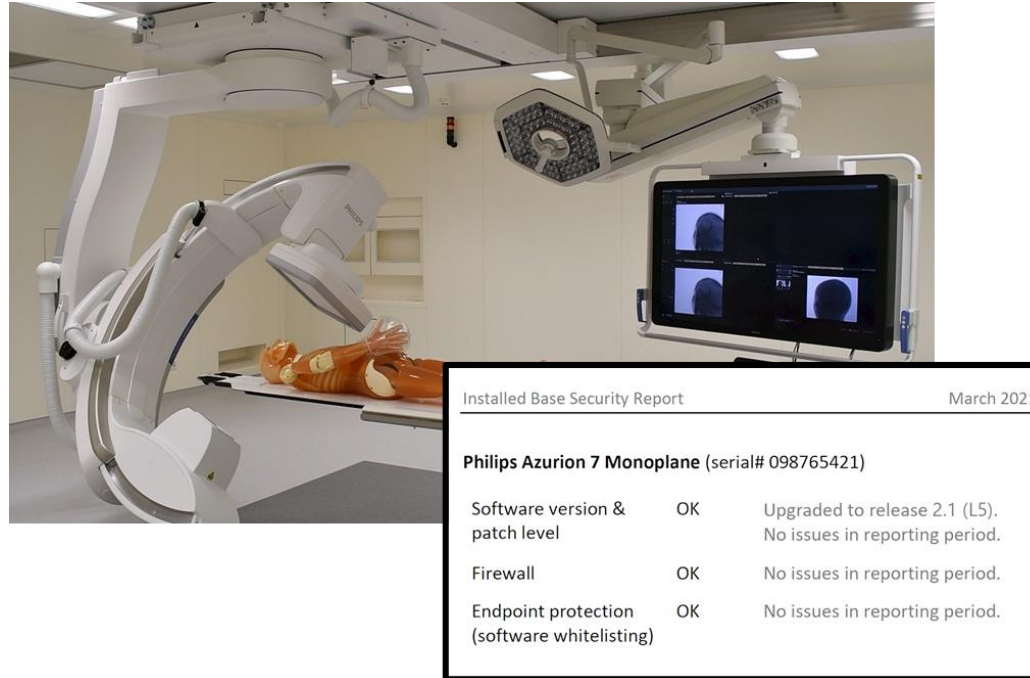 PHILIPS
Installed Base Security Report March 2021
Philips Azurion 7 Monoplane (serial# 098765421)
Software version & OK Upgraded to release 2.1 (L5).
patch level No issues in reporting period.
Firewall OK No issues in reporting period.
Endpoint protection OK No issues in reporting period.
(software whitelisting)